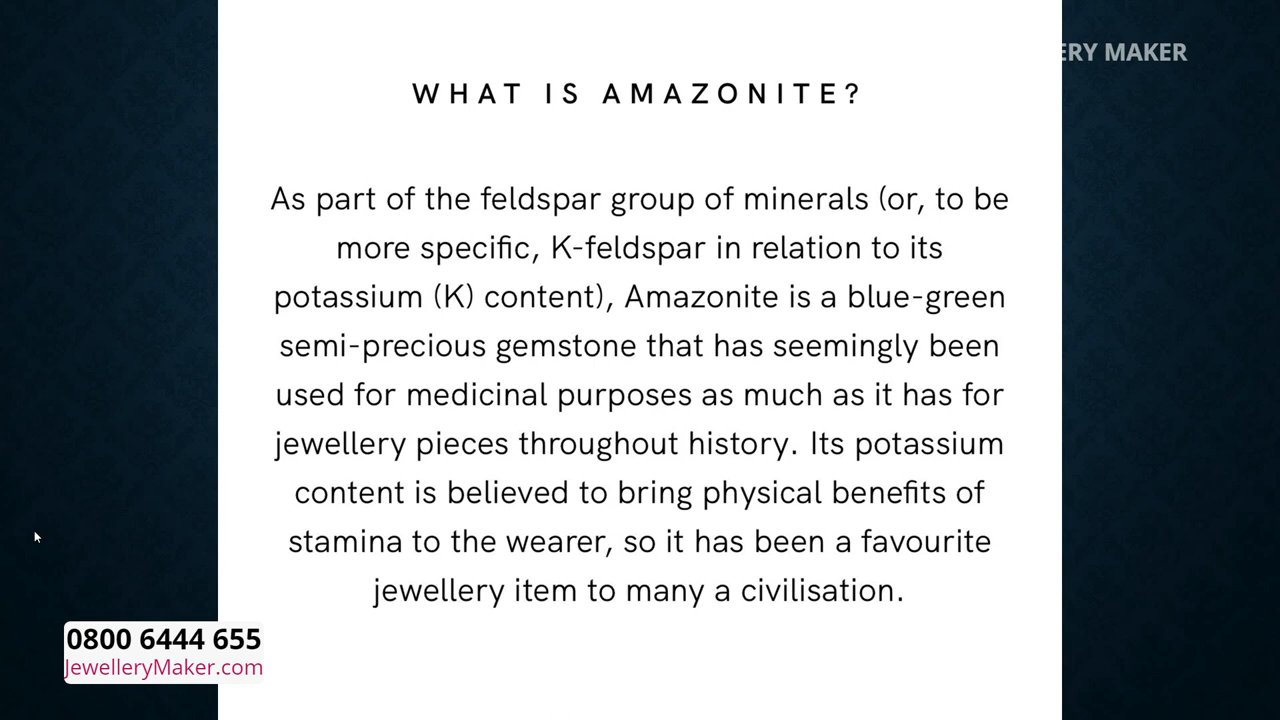 ERY MAKER
WHAT IS AMAZONITE?
As part of the feldspar group of minerals (or, to be
more specific, K-feldspar in relation to its
potassium (K) content), Amazonite is a blue-green
semi-precious gemstone that has seemingly been
used for medicinal purposes as much as it has for
jewellery pieces throughout history. Its potassium
content is believed to bring physical benefits of
stamina to the wearer, so it has been a favourite
jewellery item to many a civilisation.
0800 6444 655
JewelleryMaker.com